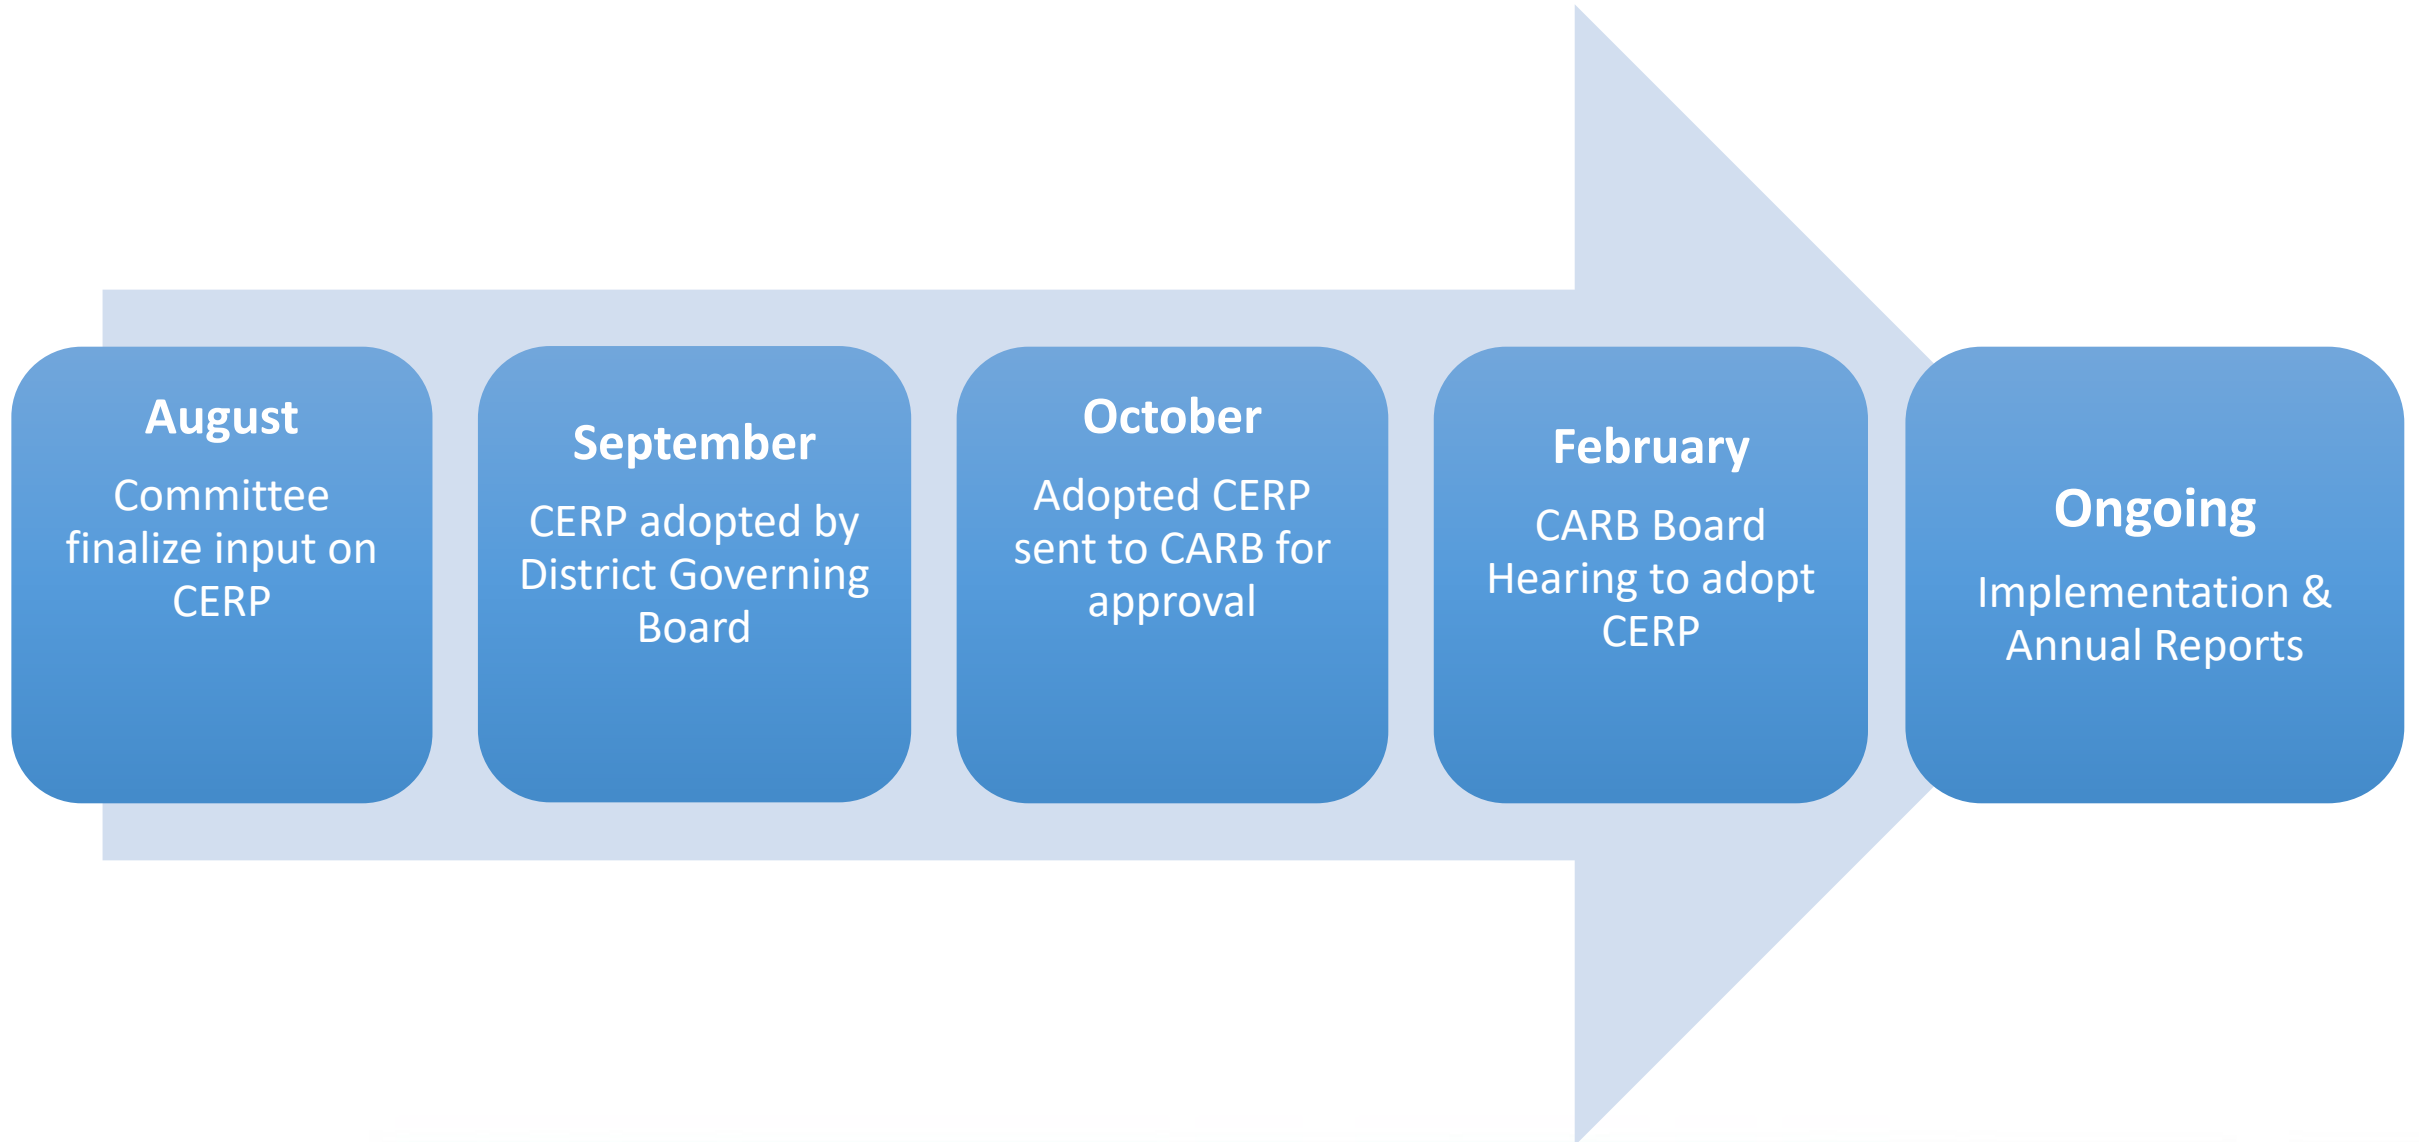 August
Committee
finalize input on
CERP
September
CERP adopted by
District Governing
Board
October
Adopted CERP
sent to CARB for
approval
February
CARB Board
Hearing to adopt
CERP
Ongoing
Implementation &
Annual Reports